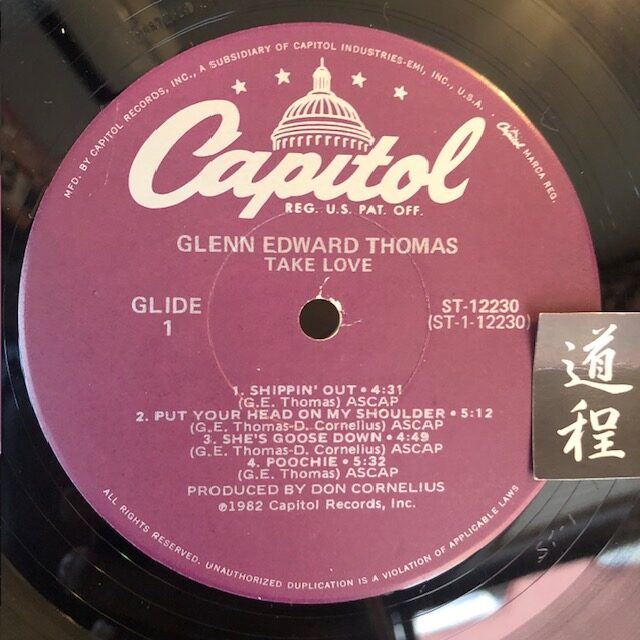 MFD. BY CAPITOL RECORDS, INC., A SUBSIDIARY OF CAPITOL INDUSTRIES-EMI, INC., U.S.A.
Capitol MARCA REG.
Capitol
REG. U.S. PAT. OFF.
GLENN EDWARD THOMAS
TAKE LOVE
GLIDE
1
ST-12230
(ST-1-12230)
1. SHIPPIN' OUT • 4:31
(G.E. Thomas) ASCAP
2. PUT YOUR HEAD ON MY SHOULDER • 5:12
(G.E. Thomas-D. Cornelius) ASCAP
3. SHE'S GOOSE DOWN • 4:49
(G.E. Thomas-D. Cornelius) ASCAP
4. POOCHIE • 5:32
(G.E. Thomas) ASCAP
PRODUCED BY DON CORNELIUS
℗1982 Capitol Records, Inc.
ALL RIGHTS RESERVED. UNAUTHORIZED DUPLICATION IS A VIOLATION OF APPLICABLE LAWS
道程